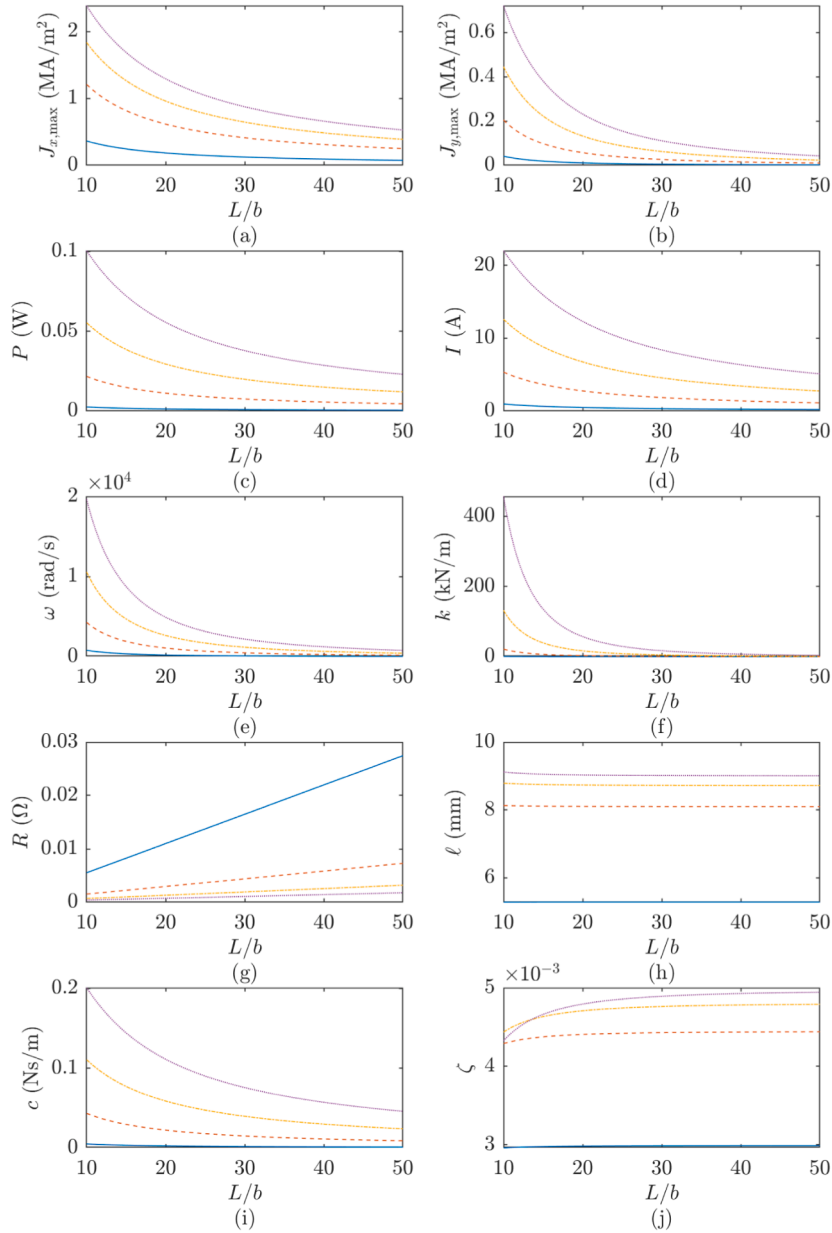 J_{x,max} (MA/m²)
2
1
0
10 20 30 40 50
L/b
(a)
J_{y,max} (MA/m²)
0.6
0.4
0.2
0
10 20 30 40 50
L/b
(b)
P (W)
0.1
0.05
0
10 20 30 40 50
L/b
(c)
I (A)
20
10
0
10 20 30 40 50
L/b
(d)
×10⁴
ω (rad/s)
2
1
0
10 20 30 40 50
L/b
(e)
k (kN/m)
400
200
0
10 20 30 40 50
L/b
(f)
R (Ω)
0.03
0.02
0.01
0
10 20 30 40 50
L/b
(g)
ℓ (mm)
10
8
6
10 20 30 40 50
L/b
(h)
c (Ns/m)
0.2
0.1
0
10 20 30 40 50
L/b
(i)
×10⁻³
ζ
5
4
3
10 20 30 40 50
L/b
(j)